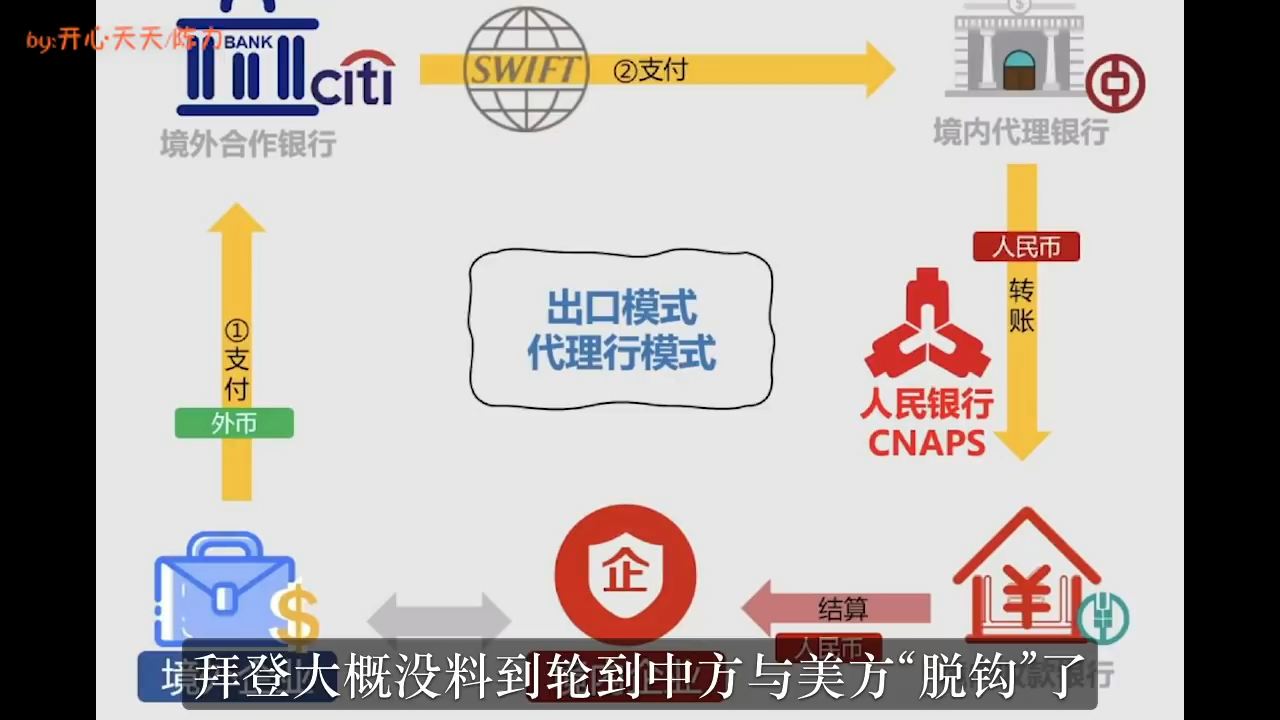 by:开心·天天/陈力
BANK
citi
SWIFT
②支付
境外合作银行
境内代理银行
人民币
转账
①支付
外币
出口模式
代理行模式
人民银行
CNAPS
企
¥
$
结算
人民币
拜登大概没料到轮到中方与美方“脱钩”了